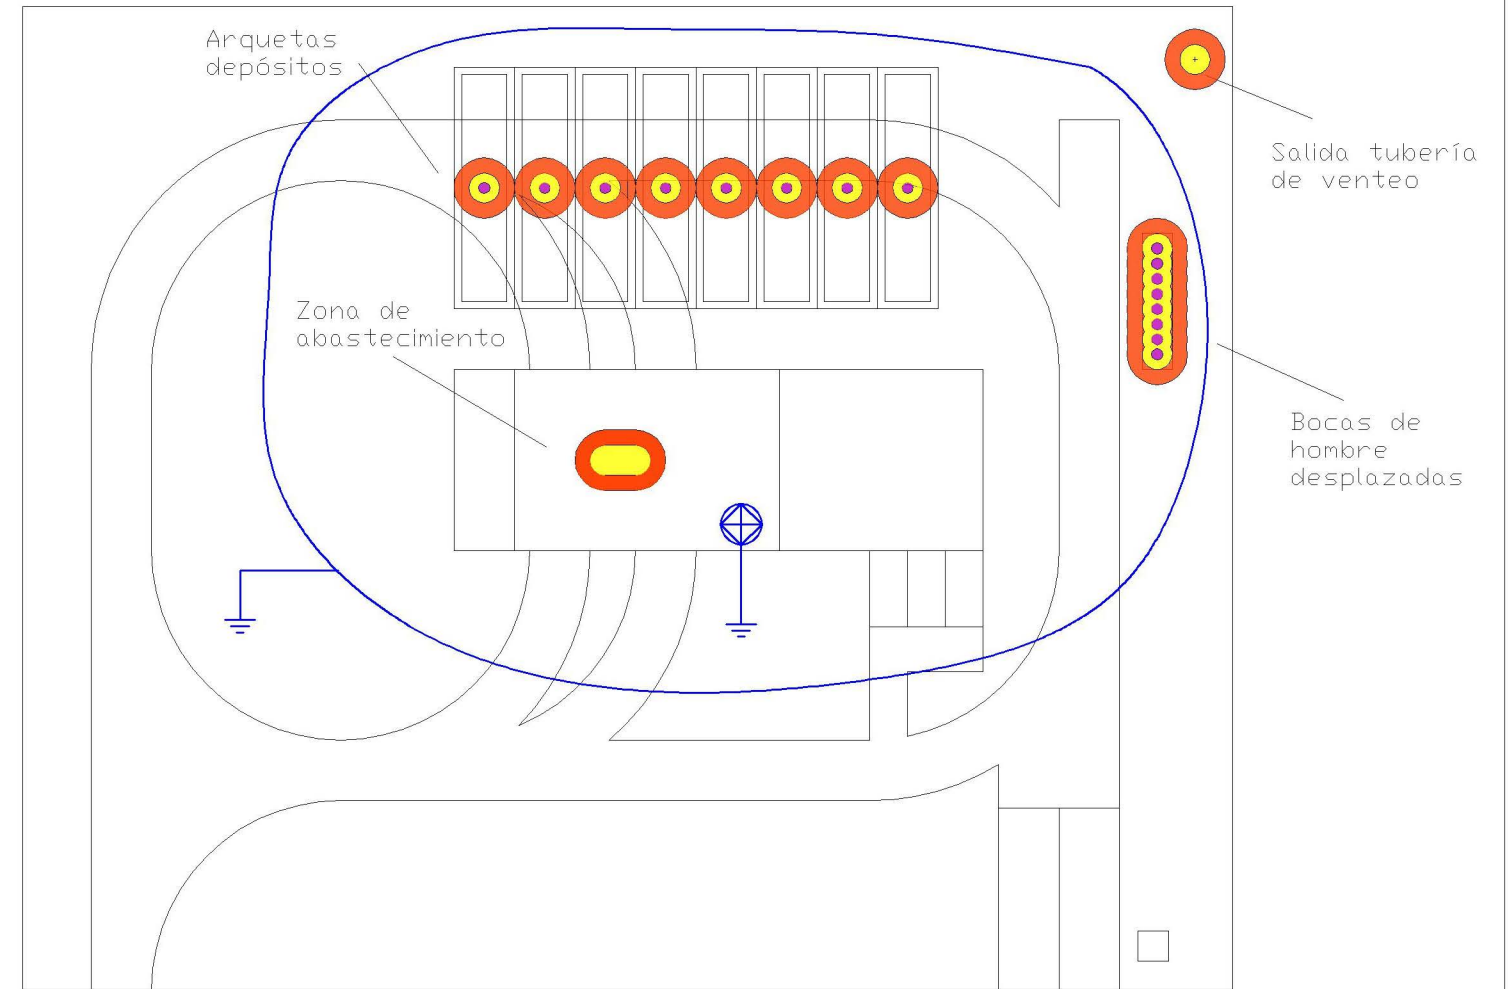 Arquetas
depósitos
Salida tubería
de venteo
Zona de
abastecimiento
Bocas de
hombre
desplazadas